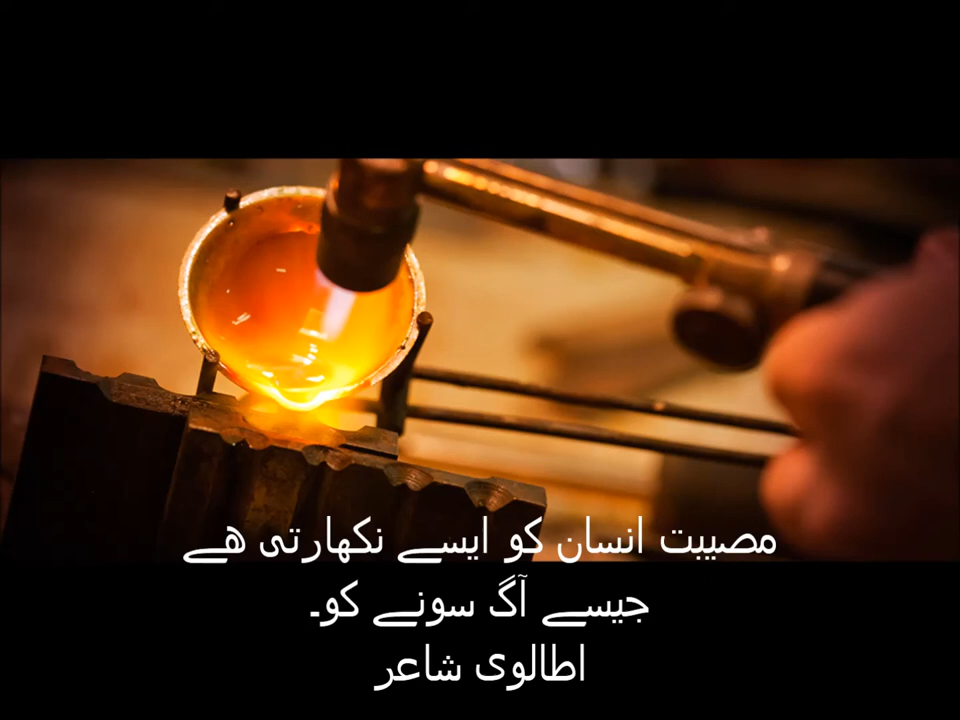 مصیبت انسان کو ایسے نکھارتی ھے
جیسے آگ سونے کو۔
اطالوی شاعر